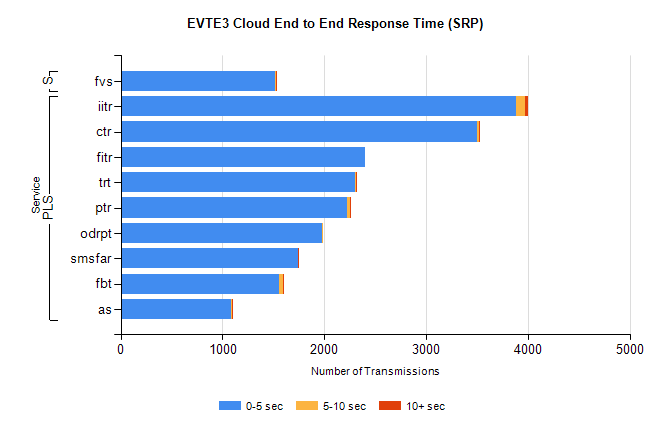 EVTE3 Cloud End to End Response Time (SRP)
Service
r S
PLS
fvs
iitr
ctr
fitr
trt
ptr
odrpt
smsfar
fbt
as
0 1000 2000 3000 4000 5000
Number of Transmissions
0-5 sec 5-10 sec 10+ sec